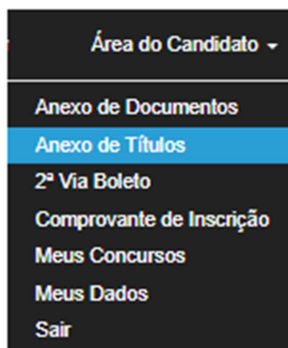 Área do Candidato
Anexo de Documentos
Anexo de Títulos
2ª Via Boleto
Comprovante de Inscrição
Meus Concursos
Meus Dados
Sair